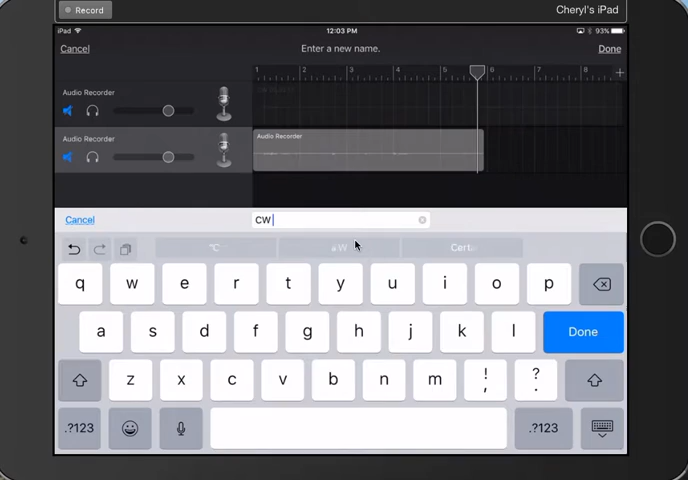 Record
Cheryl's iPad
iPad 12:03 PM 93%
Cancel Enter a new name. Done
1 2 3 4 5 6 7 8 +
Audio Recorder
Audio Recorder Audio Recorder
Cancel CW
℃ Certa
q w e r t y u i o p
a s d f g h j k l Done
z x c v b n m ! , ? .
.?123 .?123